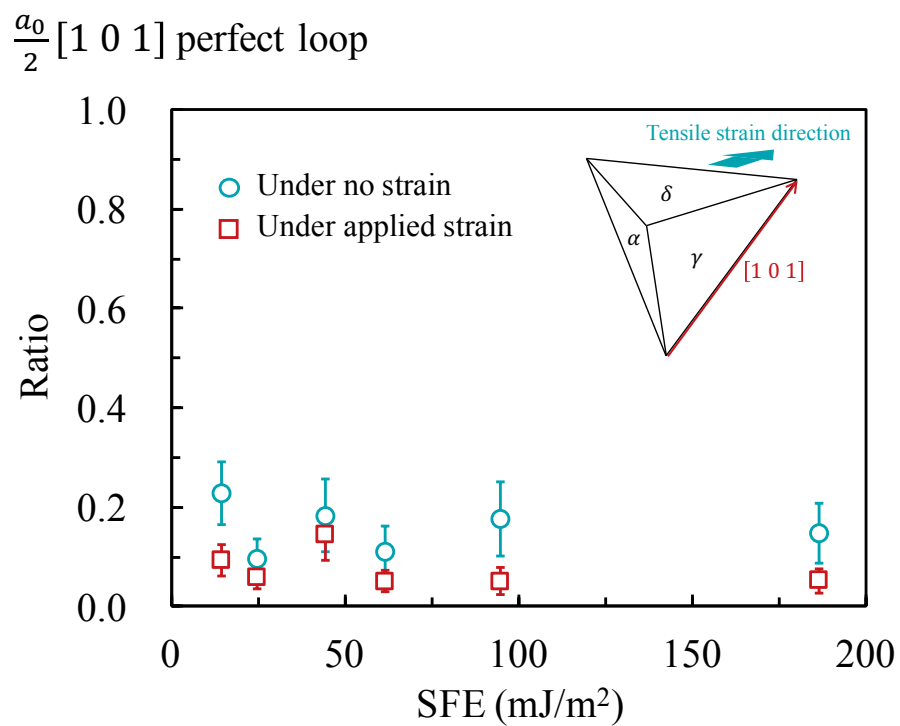 a₀/2 [1 0 1] perfect loop
1.0
Tensile strain direction
Under no strain
Under applied strain
0.8
δ
α
γ
[1 0 1]
0.6
0.4
0.2
0.0
Ratio
0
50
100
150
200
SFE (mJ/m²)